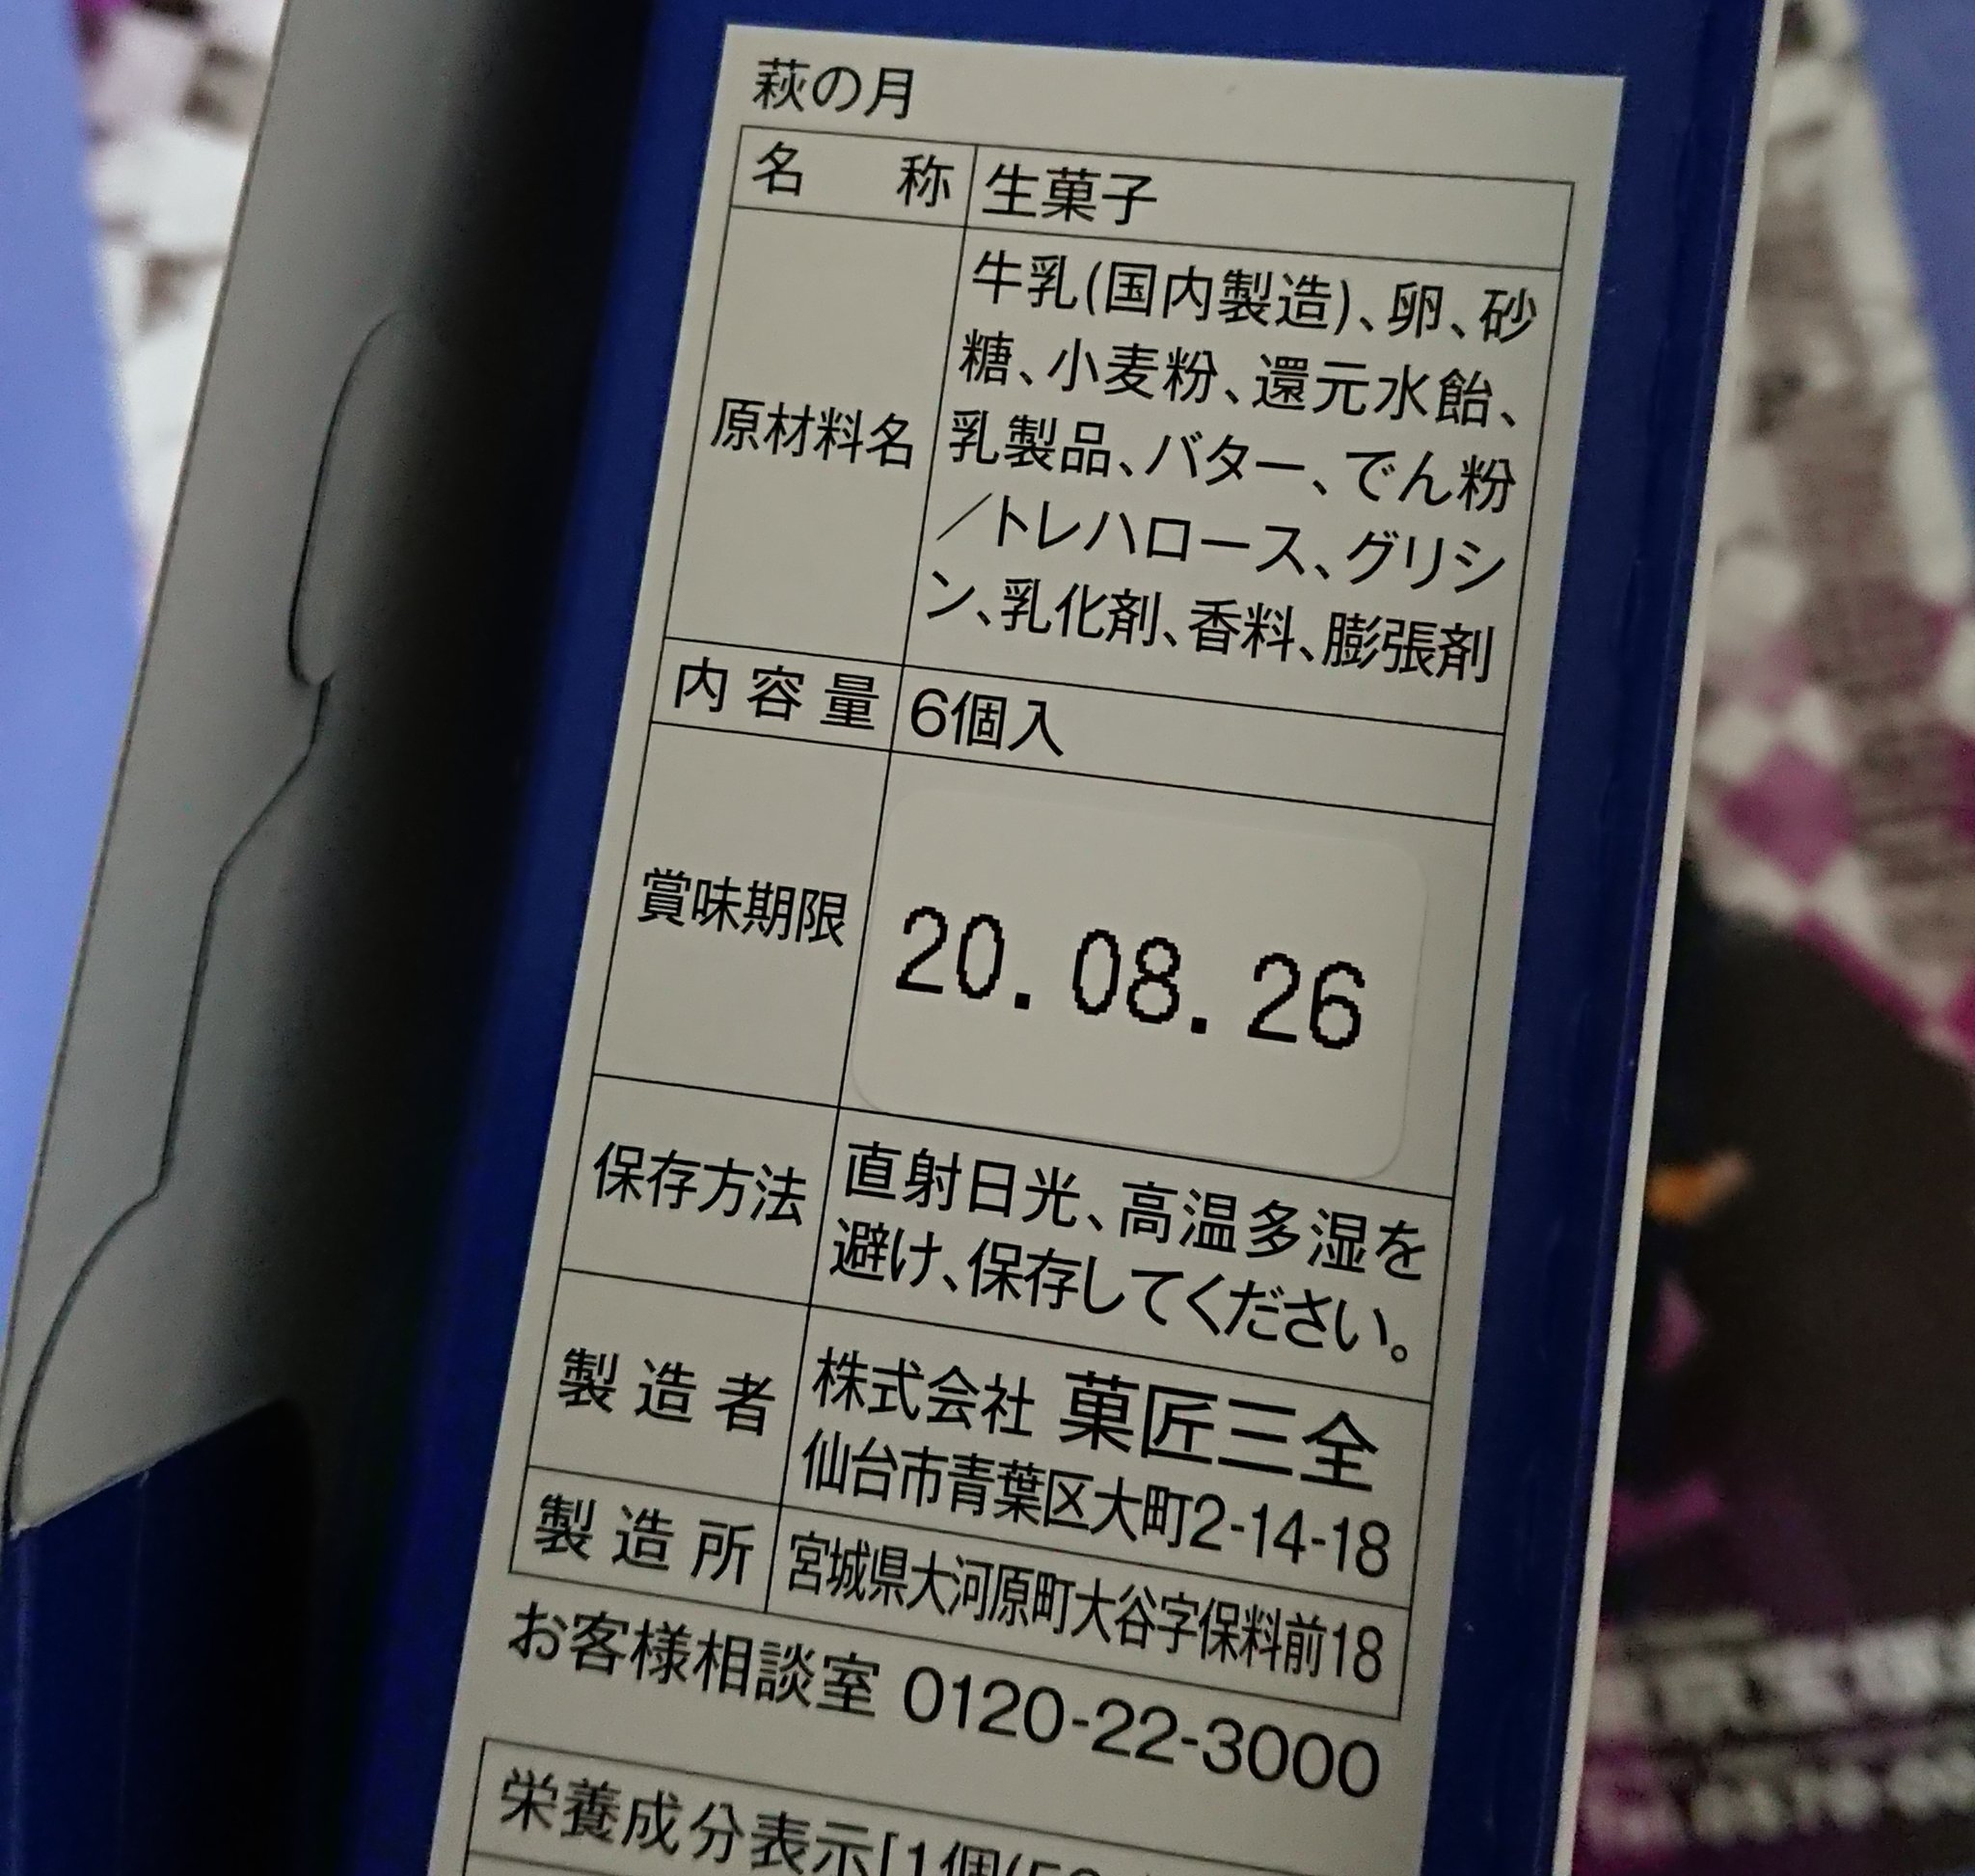 萩の月
名称 生菓子
原材料名 牛乳(国内製造)、卵、砂
糖、小麦粉、還元水飴、
乳製品、バター、でん粉
／トレハロース、グリシ
ン、乳化剤、香料、膨張剤
内容量 6個入
賞味期限 20.08.26
保存方法 直射日光、高温多湿を
避け、保存してください。
製造者 株式会社 菓匠三全
仙台市青葉区大町2-14-18
製造所 宮城県大河原町大谷字保料前18
お客様相談室 0120-22-3000
栄養成分表示[1個(